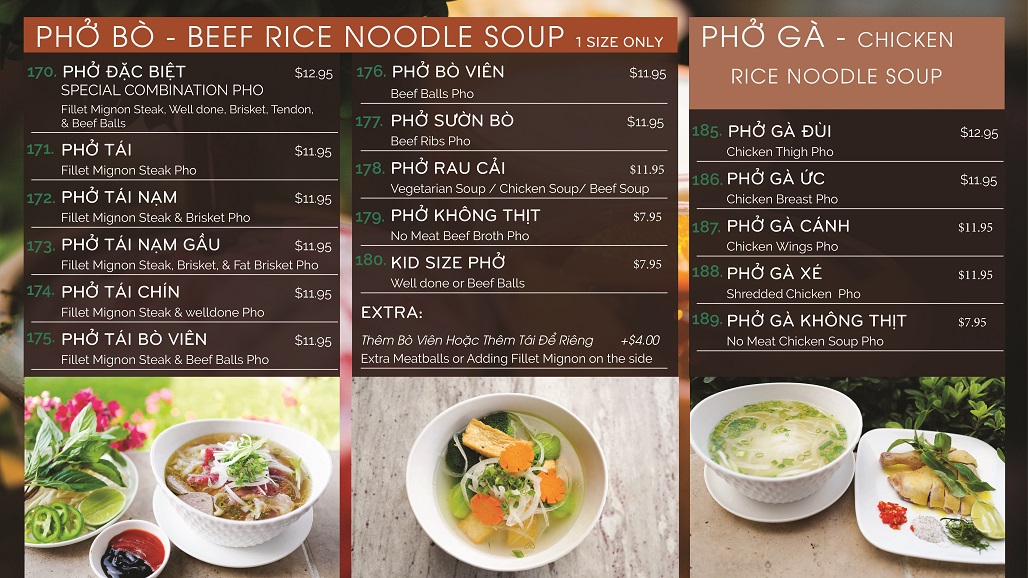 PHỞ BÒ - BEEF RICE NOODLE SOUP 1 SIZE ONLY
170. PHỞ ĐẶC BIỆT $12.95
SPECIAL COMBINATION PHO
Fillet Mignon Steak, Well done, Brisket, Tendon,
& Beef Balls
171. PHỞ TÁI $11.95
Fillet Mignon Steak Pho
172. PHỞ TÁI NẠM $11.95
Fillet Mignon Steak & Brisket Pho
173. PHỞ TÁI NẠM GẦU $11.95
Fillet Mignon Steak, Brisket, & Fat Brisket Pho
174. PHỞ TÁI CHÍN $11.95
Fillet Mignon Steak & welldone Pho
175. PHỞ TÁI BÒ VIÊN $11.95
Fillet Mignon Steak & Beef Balls Pho
176. PHỞ BÒ VIÊN $11.95
Beef Balls Pho
177. PHỞ SƯỜN BÒ $11.95
Beef Ribs Pho
178. PHỞ RAU CẢI $11.95
Vegetarian Soup / Chicken Soup/ Beef Soup
179. PHỞ KHÔNG THỊT $7.95
No Meat Beef Broth Pho
180. KID SIZE PHỞ $7.95
Well done or Beef Balls
EXTRA:
Thêm Bò Viên Hoặc Thêm Tái Để Riêng +$4.00
Extra Meatballs or Adding Fillet Mignon on the side
PHỞ GÀ - CHICKEN
RICE NOODLE SOUP
185. PHỞ GÀ ĐÙI $12.95
Chicken Thigh Pho
186. PHỞ GÀ ỨC $11.95
Chicken Breast Pho
187. PHỞ GÀ CÁNH $11.95
Chicken Wings Pho
188. PHỞ GÀ XÉ $11.95
Shredded Chicken Pho
189. PHỞ GÀ KHÔNG THỊT $7.95
No Meat Chicken Soup Pho